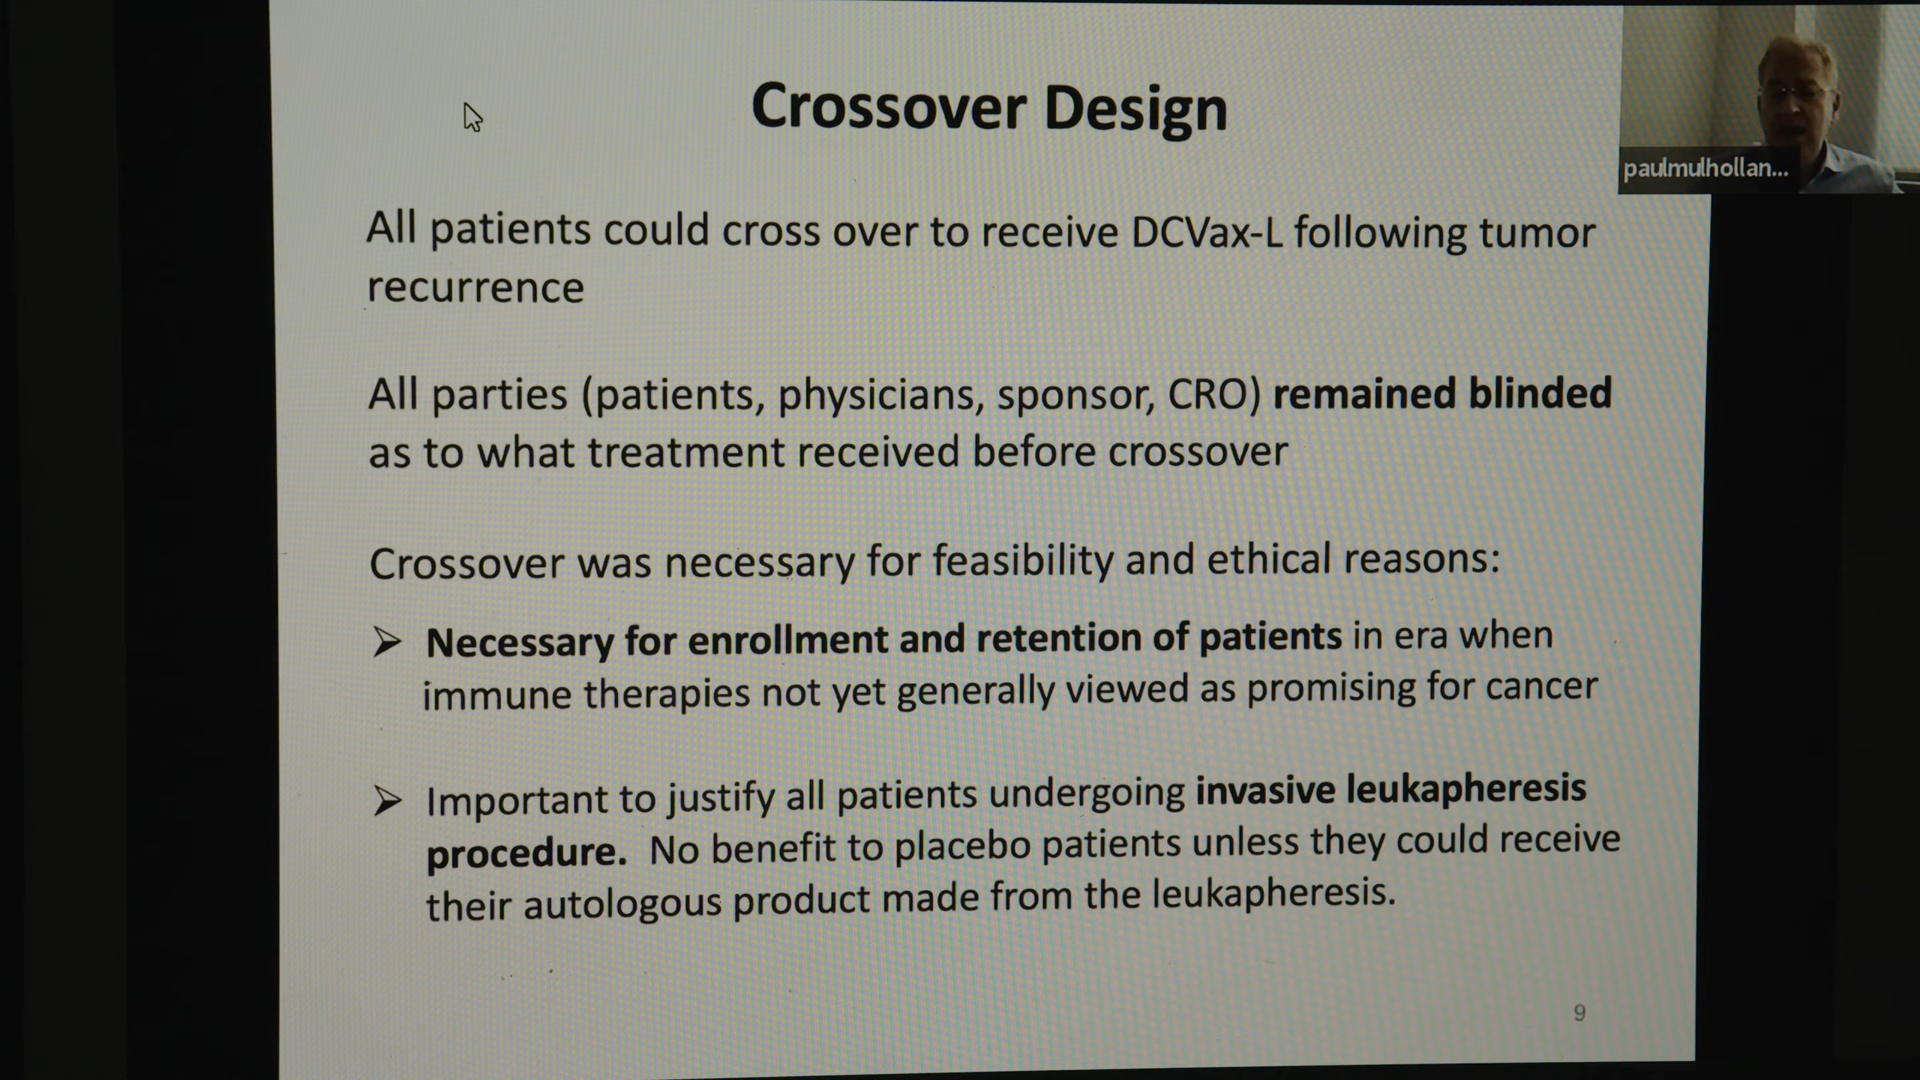 Crossover Design
paulmulhollan...
All patients could cross over to receive DCVax-L following tumor
recurrence
All parties (patients, physicians, sponsor, CRO) remained blinded
as to what treatment received before crossover
Crossover was necessary for feasibility and ethical reasons:
➢ Necessary for enrollment and retention of patients in era when
immune therapies not yet generally viewed as promising for cancer
➢ Important to justify all patients undergoing invasive leukapheresis
procedure. No benefit to placebo patients unless they could receive
their autologous product made from the leukapheresis.
9